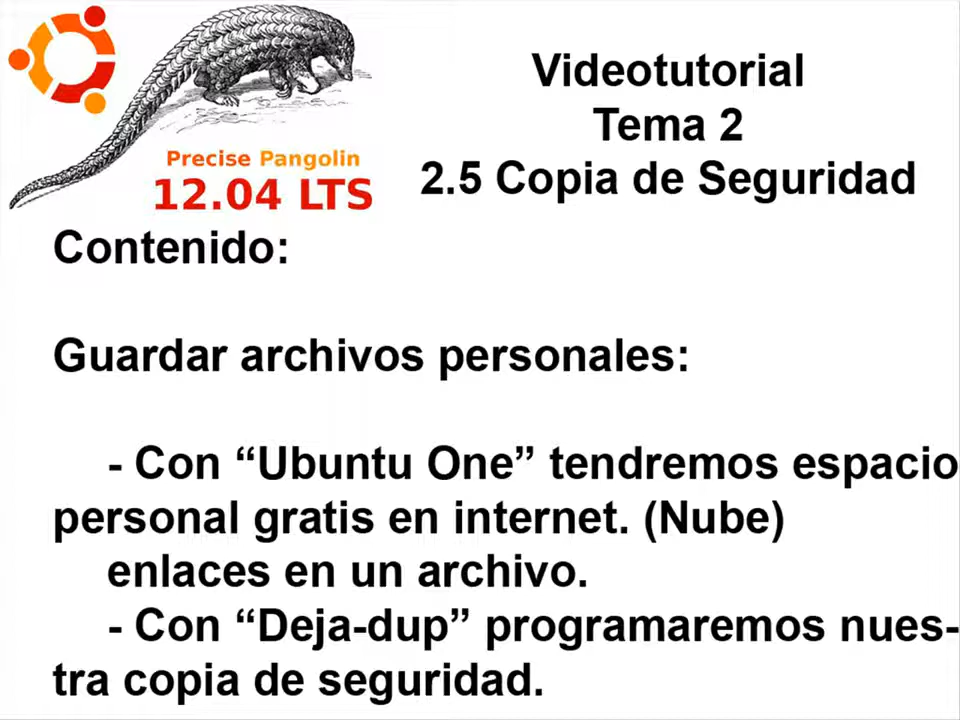 Precise Pangolin
12.04 LTS
Videotutorial
Tema 2
2.5 Copia de Seguridad
Contenido:
Guardar archivos personales:
- Con “Ubuntu One” tendremos espacio
personal gratis en internet. (Nube)
enlaces en un archivo.
- Con “Deja-dup” programaremos nues-
tra copia de seguridad.